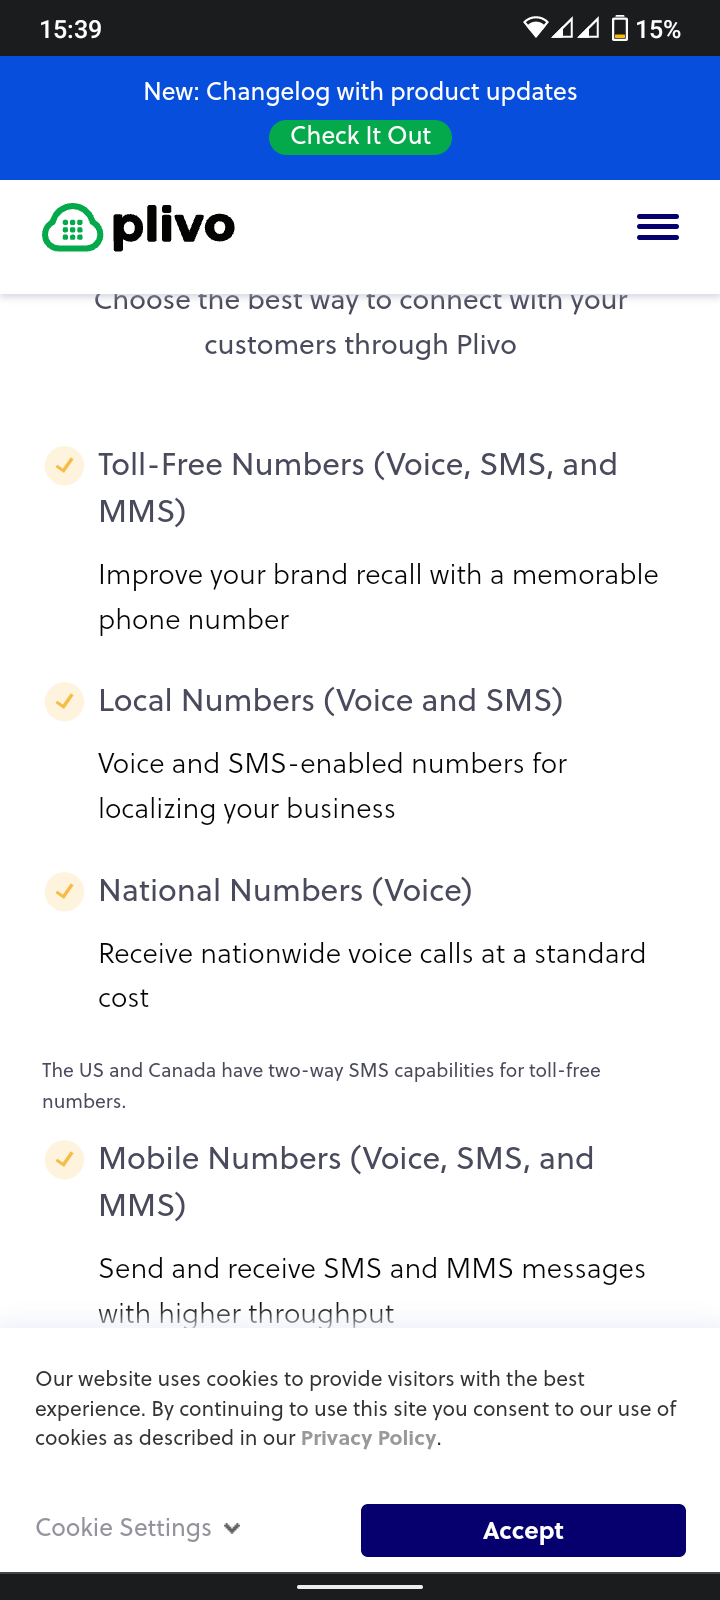 15:39
15%
New: Changelog with product updates
Check It Out
plivo
Choose the best way to connect with your
customers through Plivo
Toll-Free Numbers (Voice, SMS, and
MMS)
Improve your brand recall with a memorable
phone number
Local Numbers (Voice and SMS)
Voice and SMS-enabled numbers for
localizing your business
National Numbers (Voice)
Receive nationwide voice calls at a standard
cost
The US and Canada have two-way SMS capabilities for toll-free
numbers.
Mobile Numbers (Voice, SMS, and
MMS)
Send and receive SMS and MMS messages
with higher throughput
Our website uses cookies to provide visitors with the best
experience. By continuing to use this site you consent to our use of
cookies as described in our Privacy Policy.
Cookie Settings
Accept